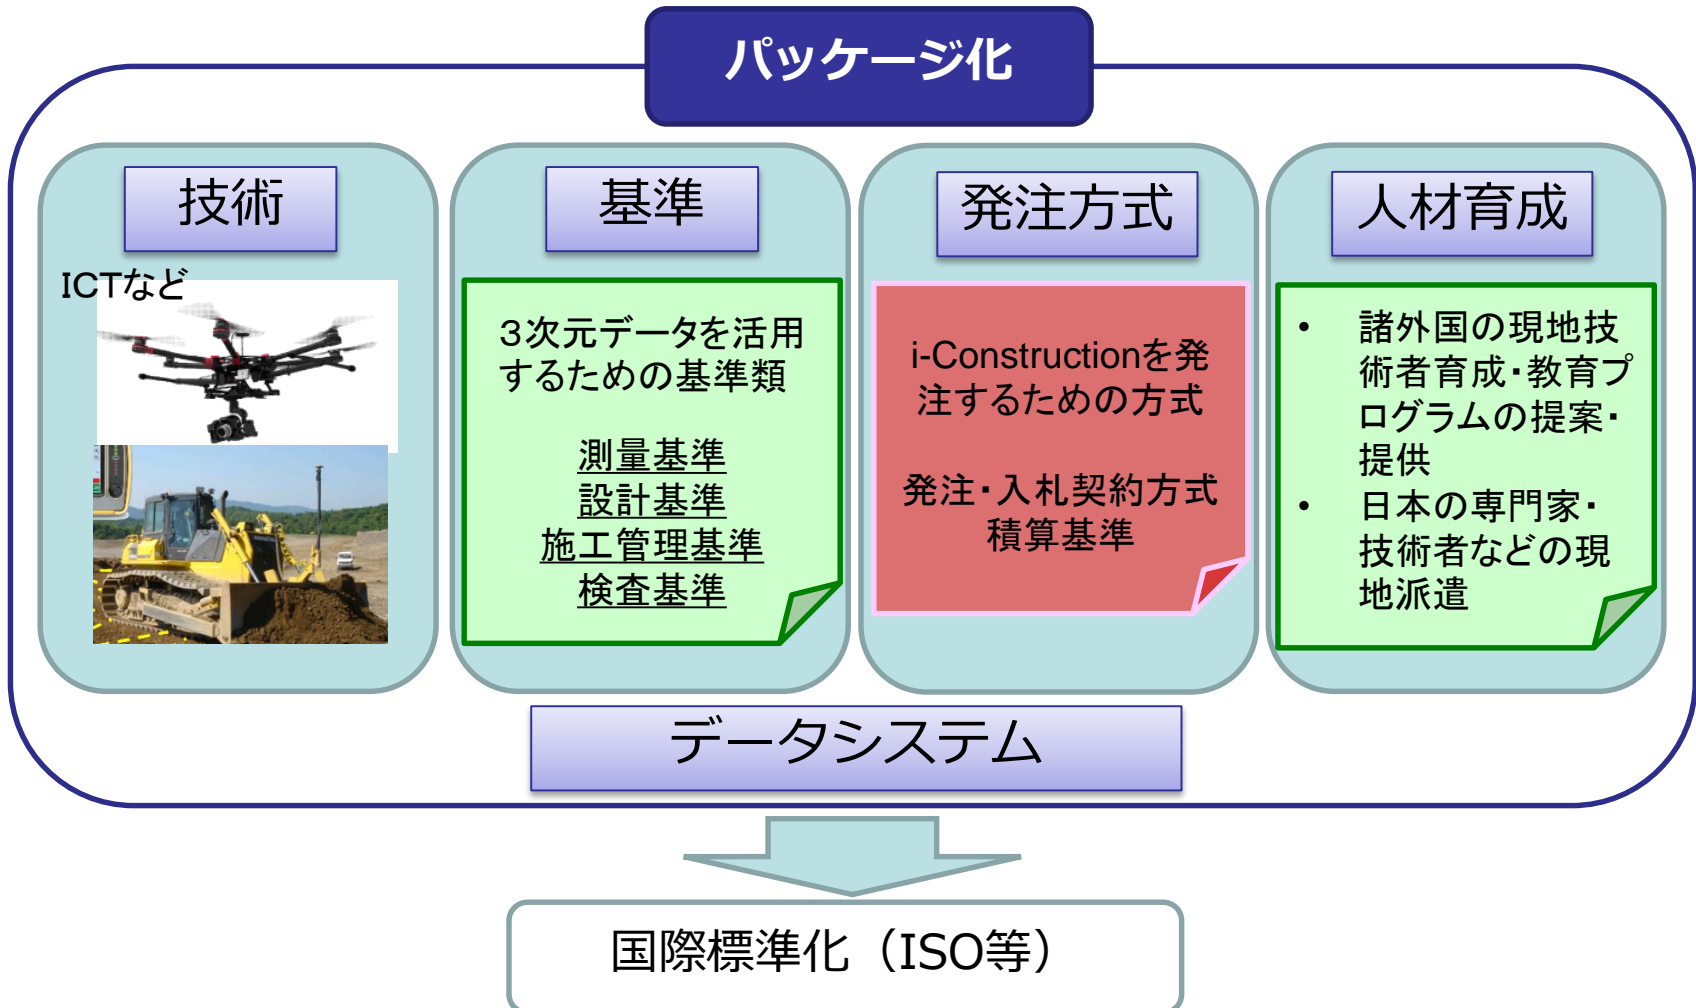 パッケージ化
技術
ICTなど
基準
３次元データを活用
するための基準類
測量基準
設計基準
施工管理基準
検査基準
発注方式
i-Constructionを発
注するための方式
発注・入札契約方式
積算基準
人材育成
• 諸外国の現地技
術者育成・教育プ
ログラムの提案・
提供
• 日本の専門家・
技術者などの現
地派遣
データシステム
国際標準化（ISO等）